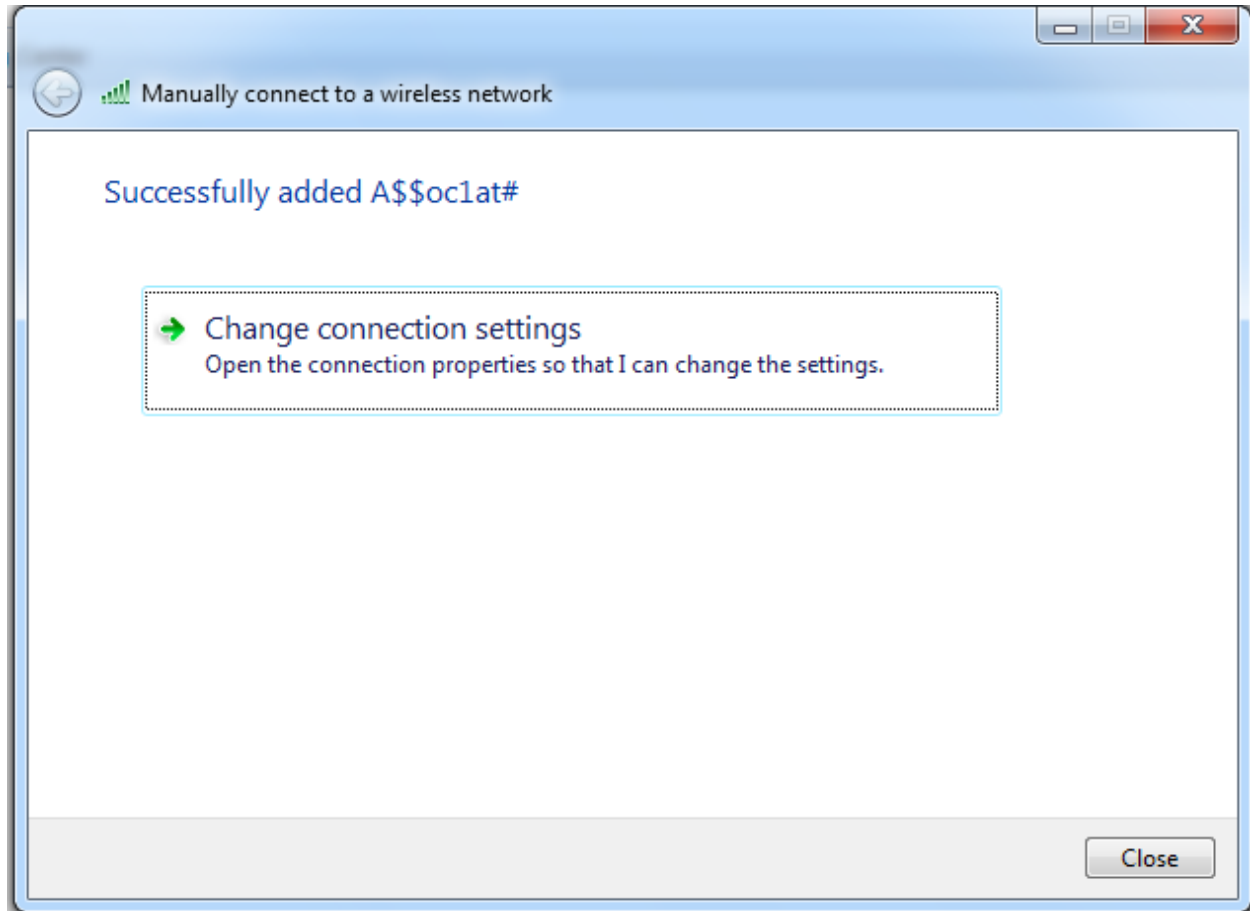 Manually connect to a wireless network
Successfully added A$$oc1at#
Change connection settings
Open the connection properties so that I can change the settings.
Close